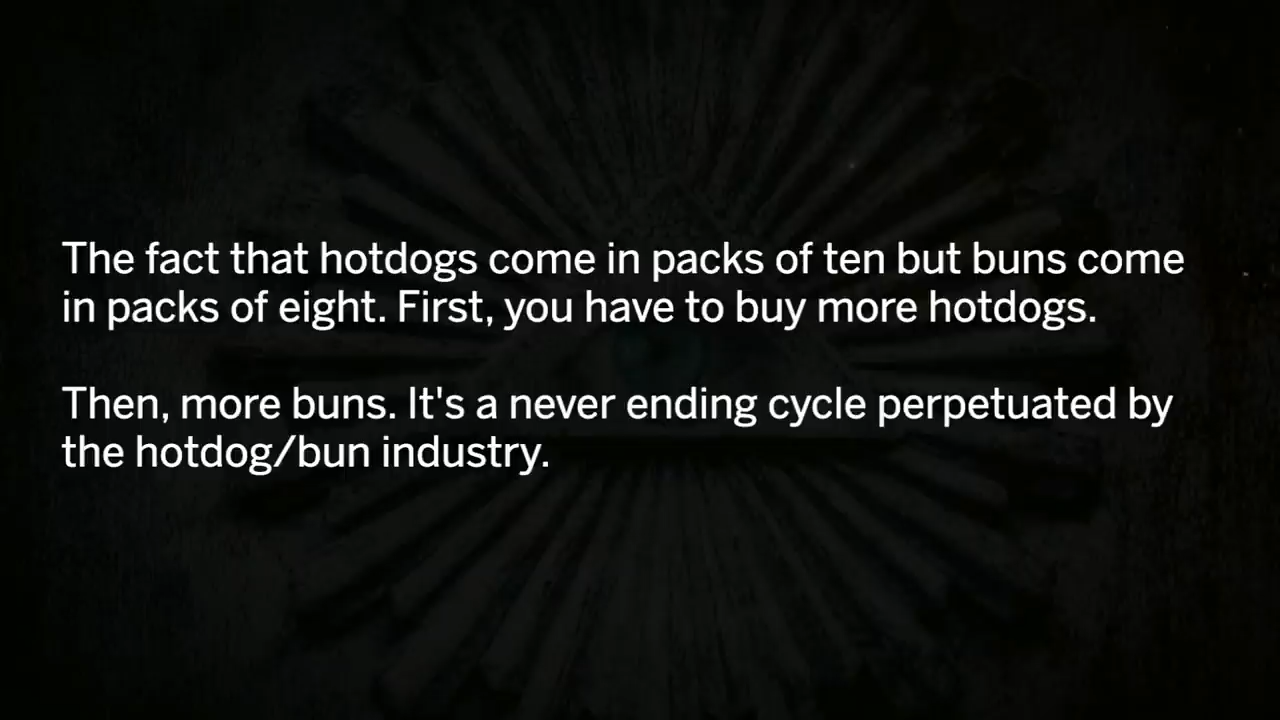 The fact that hotdogs come in packs of ten but buns come
in packs of eight. First, you have to buy more hotdogs.
Then, more buns. It's a never ending cycle perpetuated by
the hotdog/bun industry.